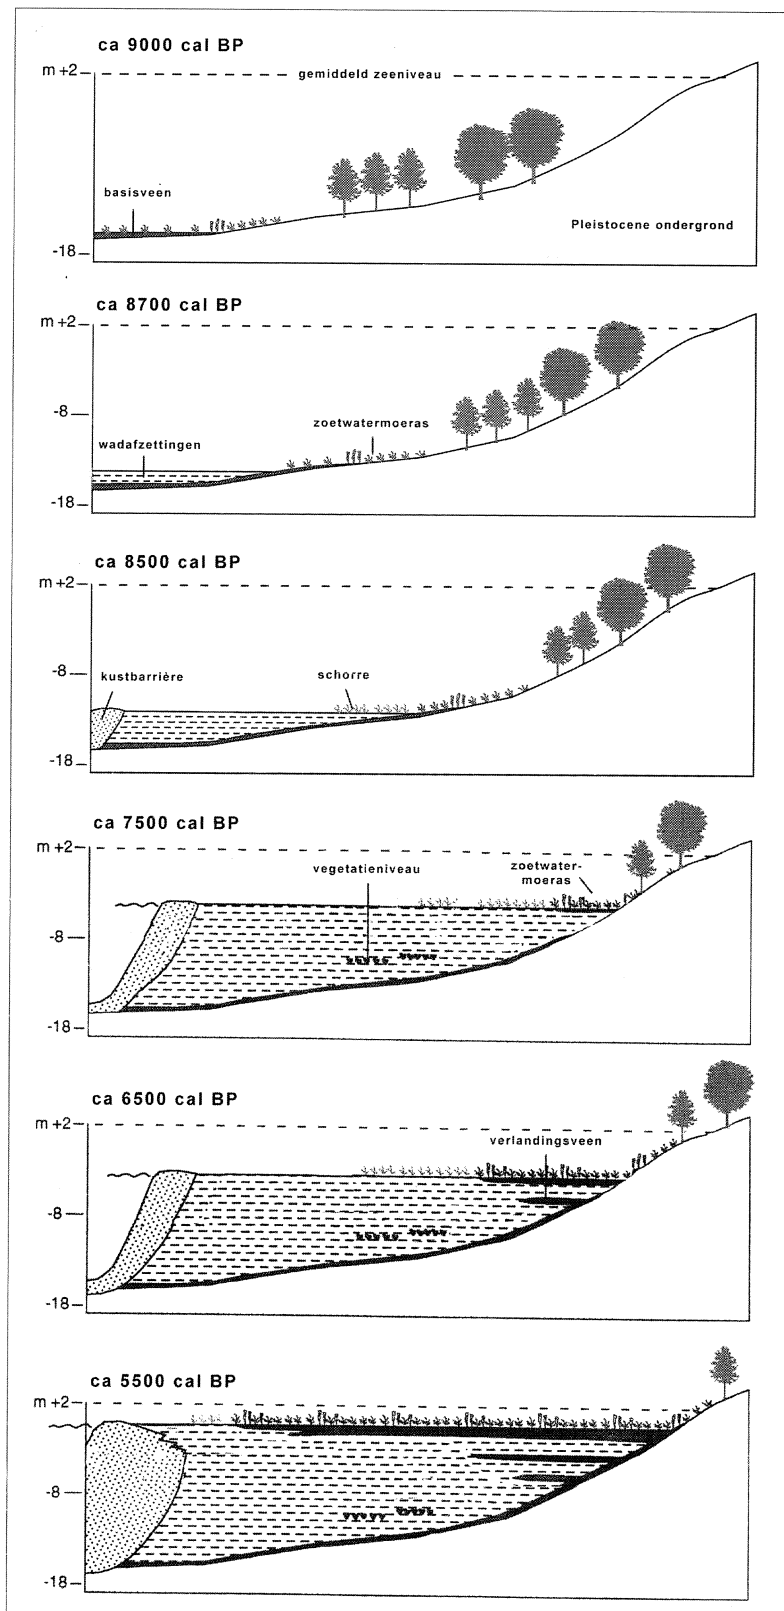 ca 9000 cal BP
m +2
gemiddeld zeeniveau
basisveen
Pleistocene ondergrond
-18
ca 8700 cal BP
m +2
-8
zoetwatermoeras
wadafzettingen
-18
ca 8500 cal BP
m +2
-8
kustbarrière
schorre
-18
ca 7500 cal BP
m +2
vegetatieniveau
zoetwater-
moeras
-8
-18
ca 6500 cal BP
m +2
verlandingsveen
-8
-18
ca 5500 cal BP
m +2
-8
-18